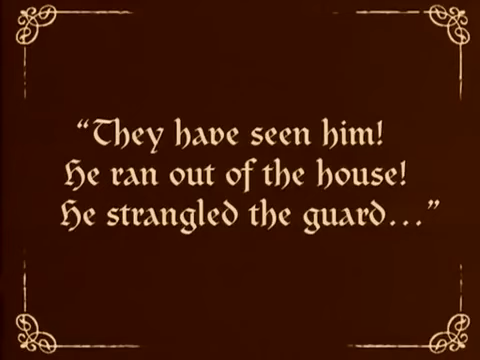 “They have seen him!
He ran out of the house!
He strangled the guard...”